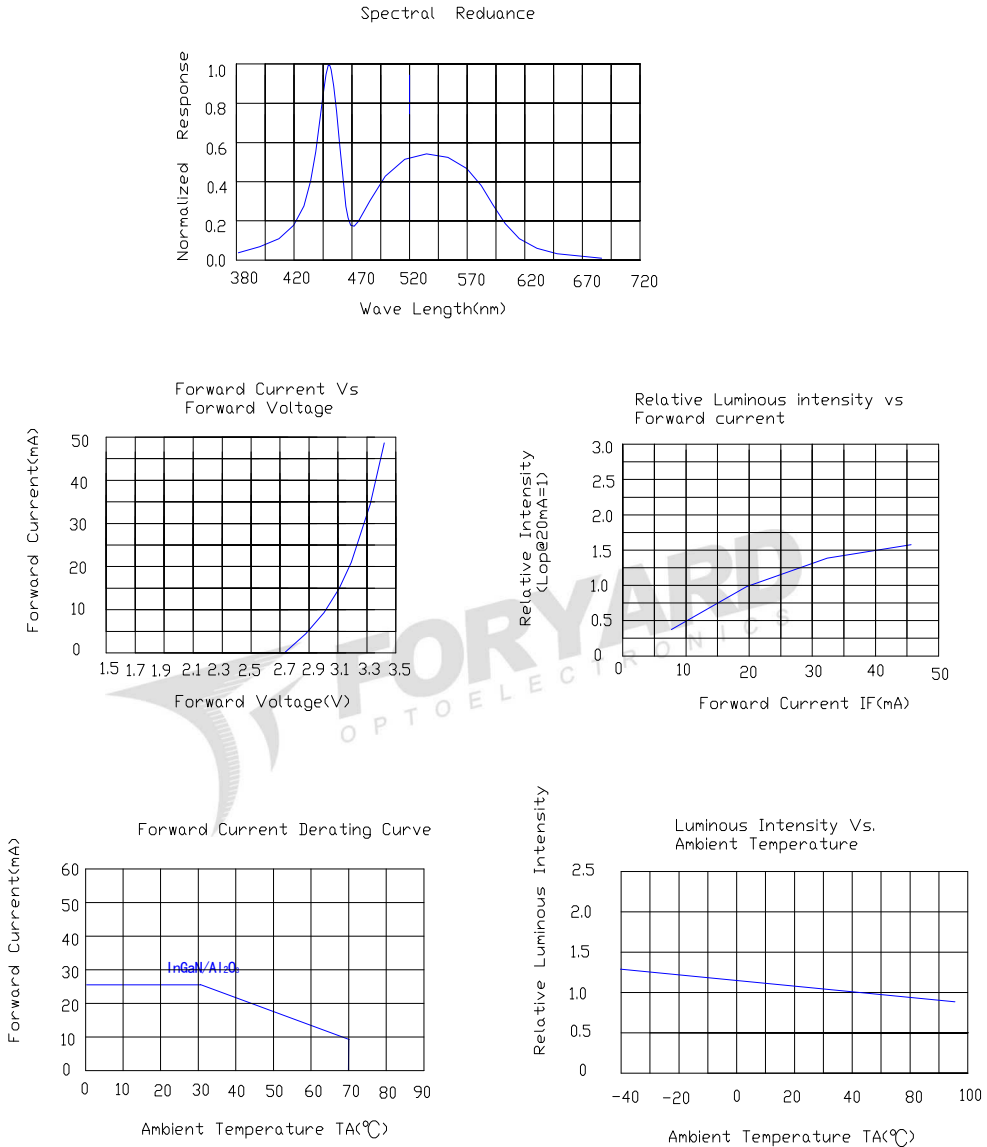 Spectral Reduance
Normalized Response
1.0
0.8
0.6
0.4
0.2
0.0
380 420 470 520 570 620 670 720
Wave Length(nm)
Forward Current Vs
Forward Voltage
Forward Current(mA)
50
40
30
20
10
0
1.5 1.7 1.9 2.1 2.3 2.5 2.7 2.9 3.1 3.3 3.5
Forward Voltage(V)
Relative Luminous intensity vs
Forward current
Relative Intensity
(Lop@20mA=1)
3.0
2.5
2.0
1.5
1.0
0.5
0
0 10 20 30 40 50
Forward Current IF(mA)
FORYARD
OPTOELECTRONICS
Forward Current Derating Curve
Forward Current(mA)
60
50
40
30
20
10
0
InGaN/Al₂O₃
0 10 20 30 40 50 60 70 80 90
Ambient Temperature TA(℃)
Luminous Intensity Vs.
Ambient Temperature
Relative Luminous Intensity
2.5
2.0
1.5
1.0
0.5
0
-40 -20 0 20 40 80 100
Ambient Temperature TA(℃)